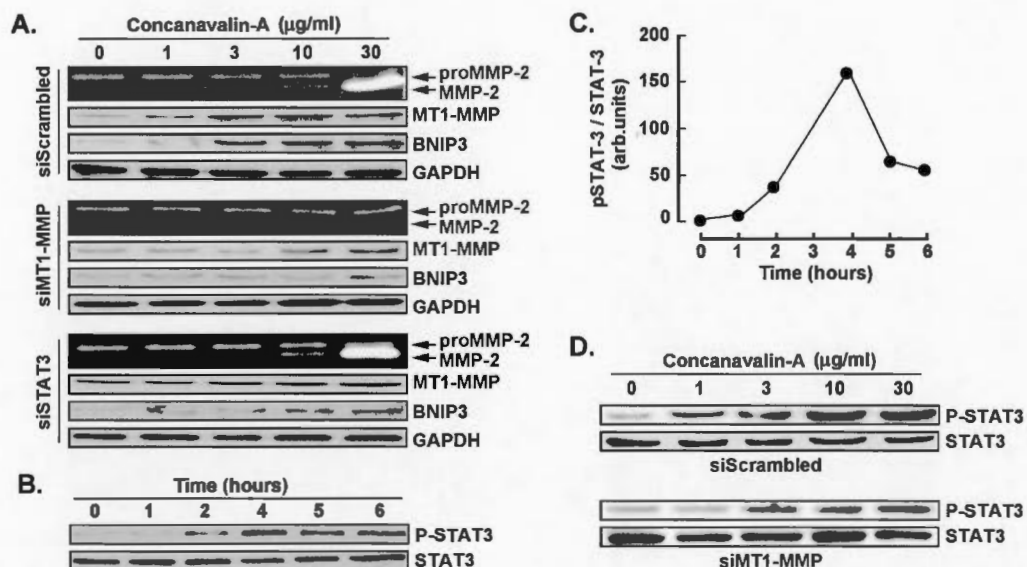 A.
Concanavalin-A (μg/ml)
0 1 3 10 30
siScrambled
proMMP-2
MMP-2
MT1-MMP
BNIP3
GAPDH
siMT1-MMP
proMMP-2
MMP-2
MT1-MMP
BNIP3
GAPDH
siSTAT3
proMMP-2
MMP-2
MT1-MMP
BNIP3
GAPDH
B.
Time (hours)
0 1 2 4 5 6
P-STAT3
STAT3
C.
pSTAT-3 / STAT-3
(arb.units)
200
150
100
50
0
0 1 2 3 4 5 6
Time (hours)
D.
Concanavalin-A (μg/ml)
0 1 3 10 30
P-STAT3
STAT3
siScrambled
P-STAT3
STAT3
siMT1-MMP